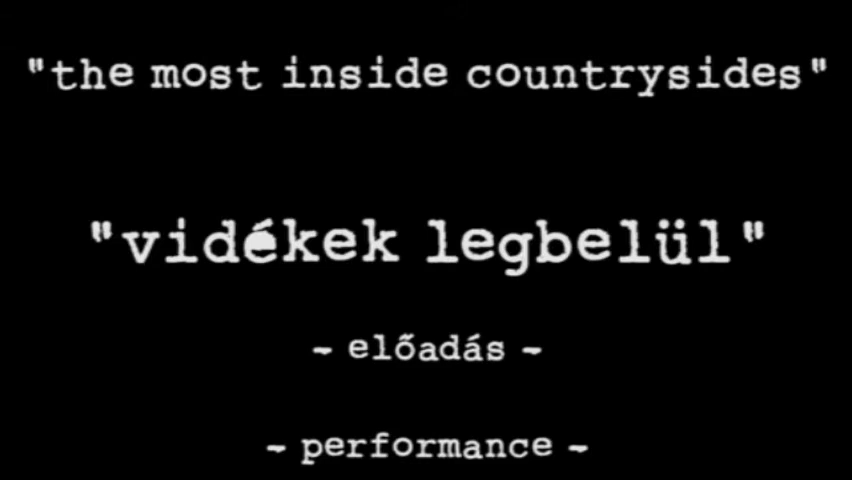 "the most inside countrysides"
"vidékek legbelül"
- előadás -
- performance -